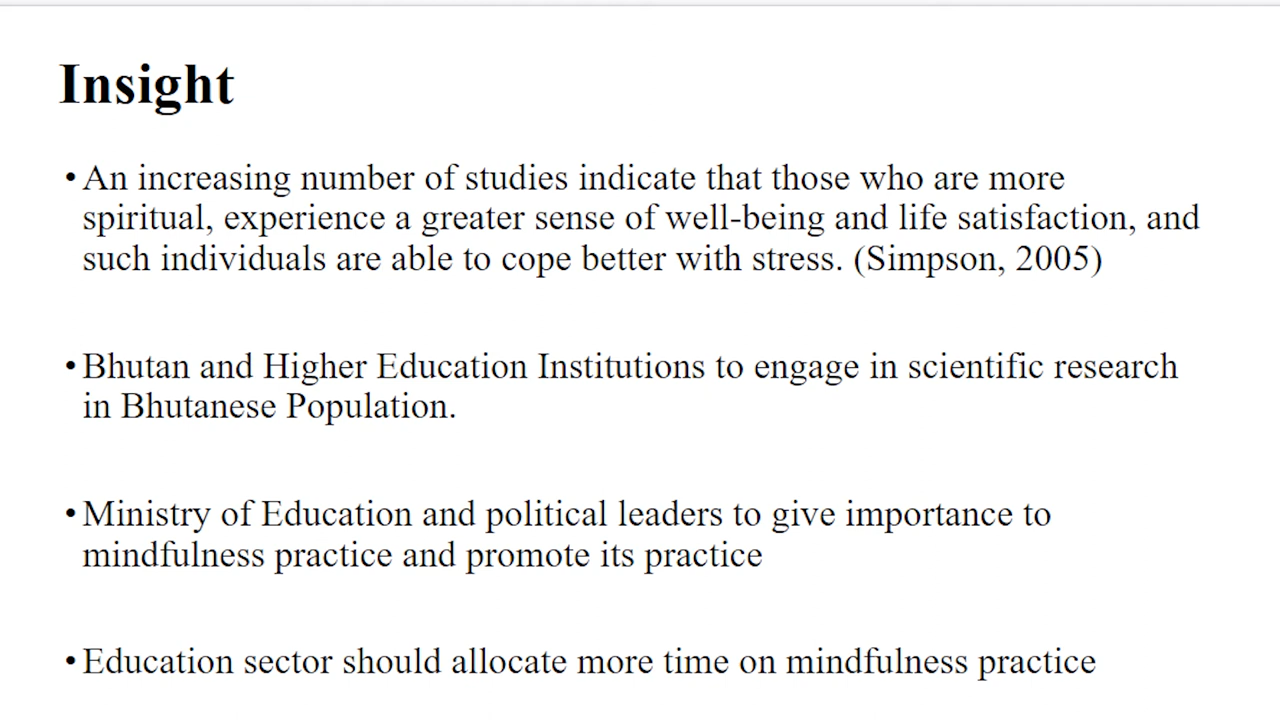 Insight
• An increasing number of studies indicate that those who are more
spiritual, experience a greater sense of well-being and life satisfaction, and
such individuals are able to cope better with stress. (Simpson, 2005)
• Bhutan and Higher Education Institutions to engage in scientific research
in Bhutanese Population.
• Ministry of Education and political leaders to give importance to
mindfulness practice and promote its practice
• Education sector should allocate more time on mindfulness practice